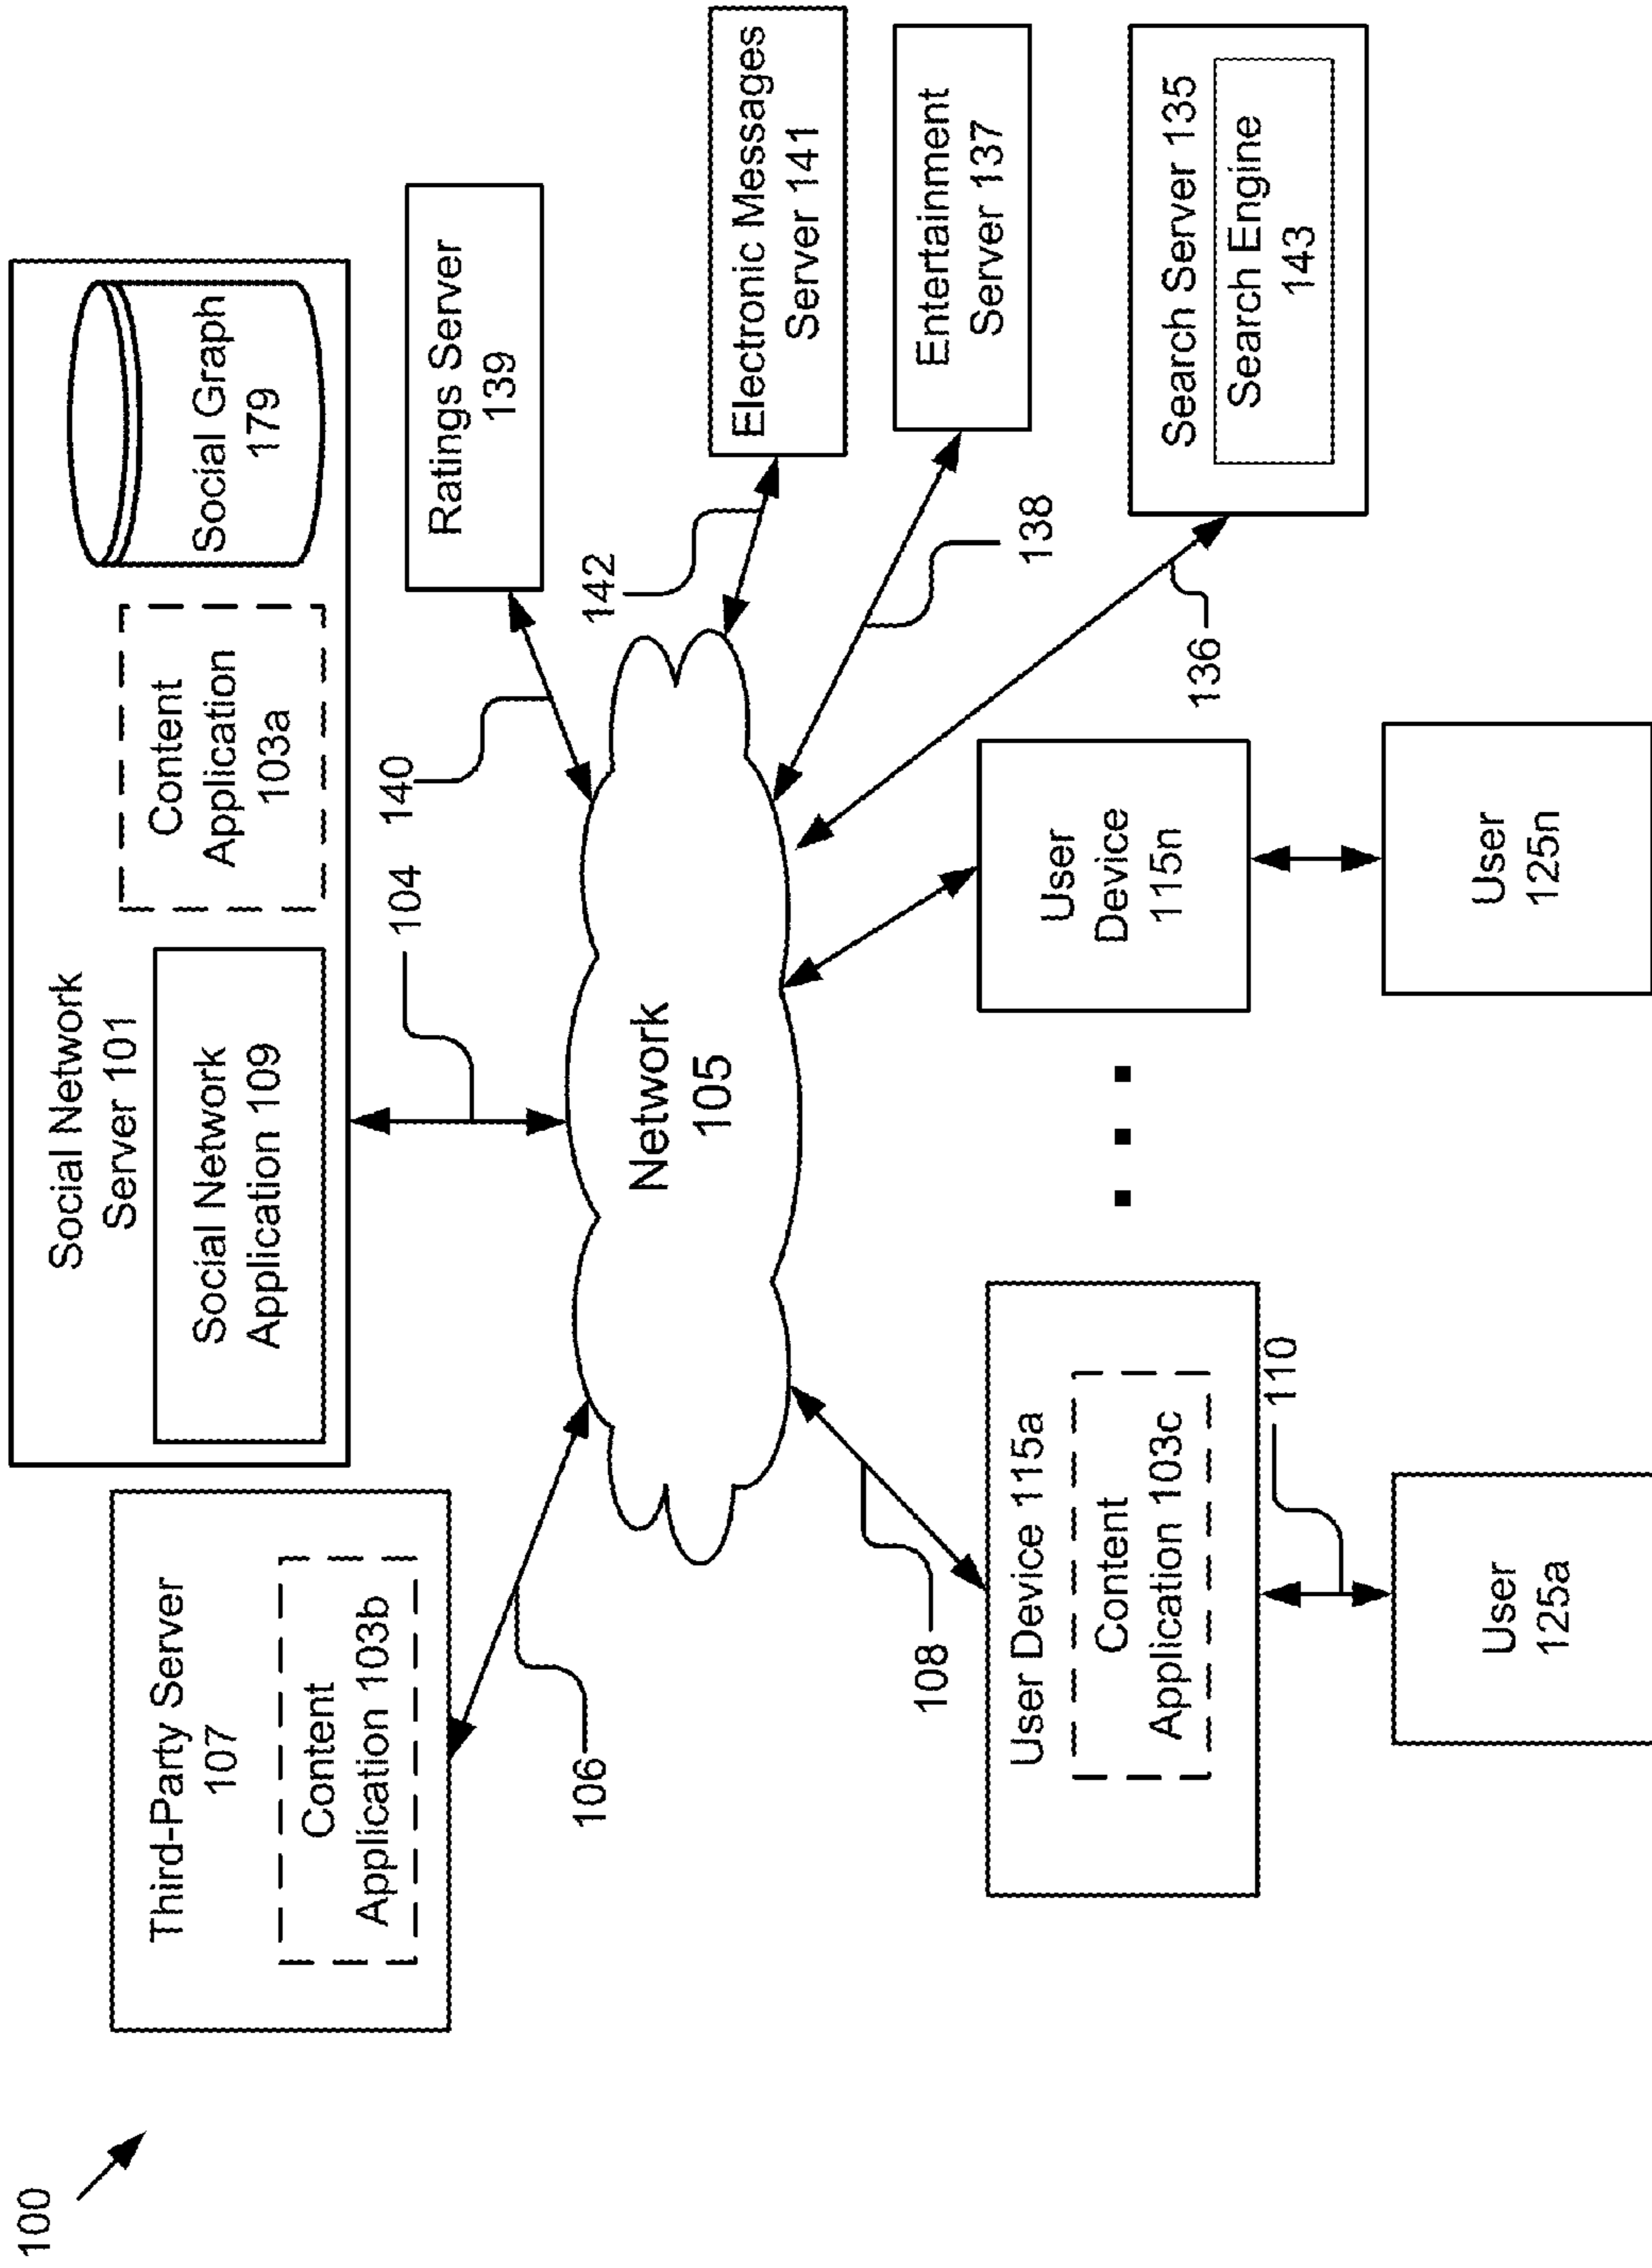 100
Third-Party Server
107
Content
Application 103b
Social Network
Server 101
Social Network
Application 109
Content
Application
103a
Social Graph
179
104
106
140
Ratings Server
139
142
Electronic Messages
Server 141
Network
105
138
Entertainment
Server 137
136
Search Server 135
Search Engine
143
108
User Device 115a
Content
Application 103c
110
User
125a
User
Device
115n
User
125n